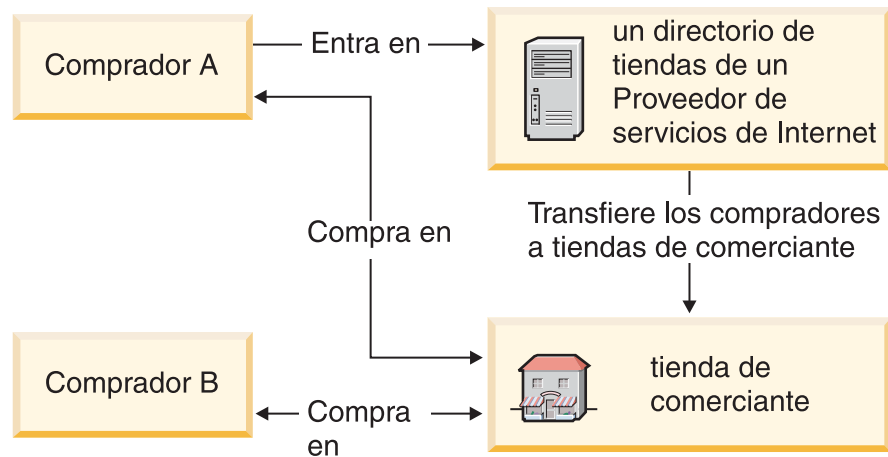 Comprador A
Entra en
un directorio de
tiendas de un
Proveedor de
servicios de Internet
Compra en
Transfiere los compradores
a tiendas de comerciante
Comprador B
Compra
en
tienda de
comerciante